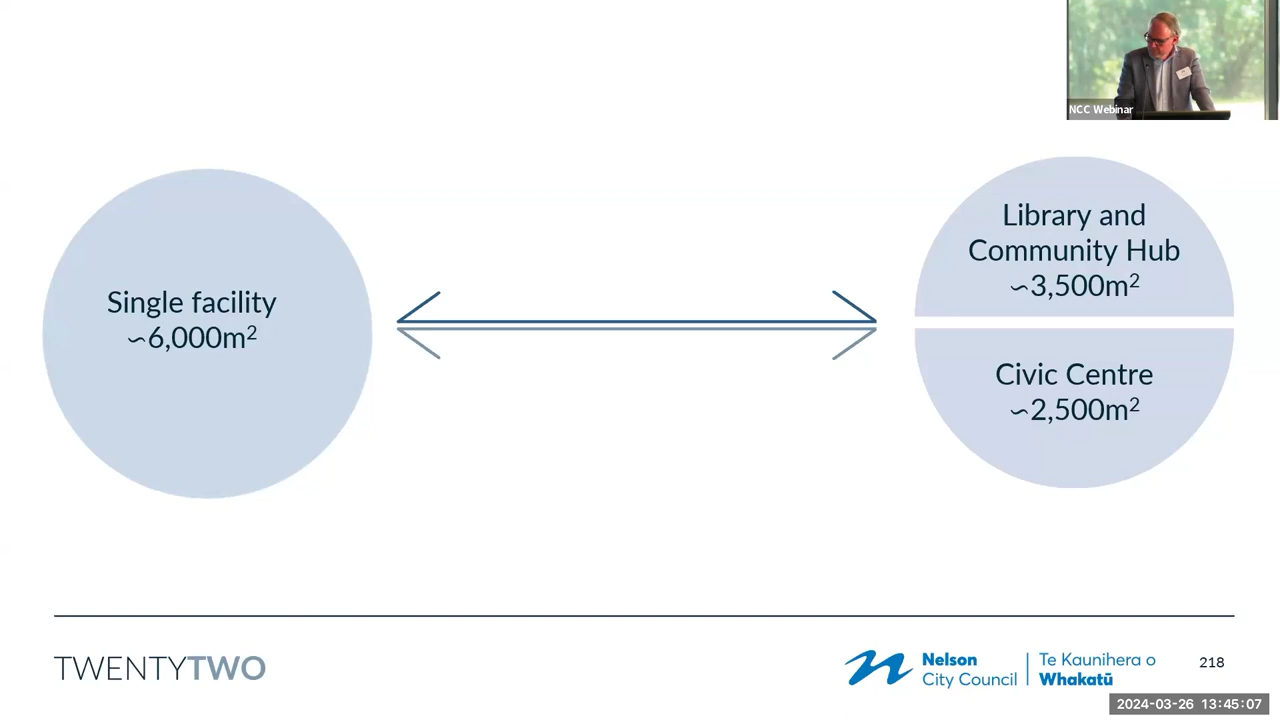 NCC Webinar
Single facility
~6,000m²
Library and
Community Hub
~3,500m²
Civic Centre
~2,500m²
TWENTYTWO
Nelson
City Council
Te Kaunihera o
Whakatū
218
2024-03-26 13:45:07